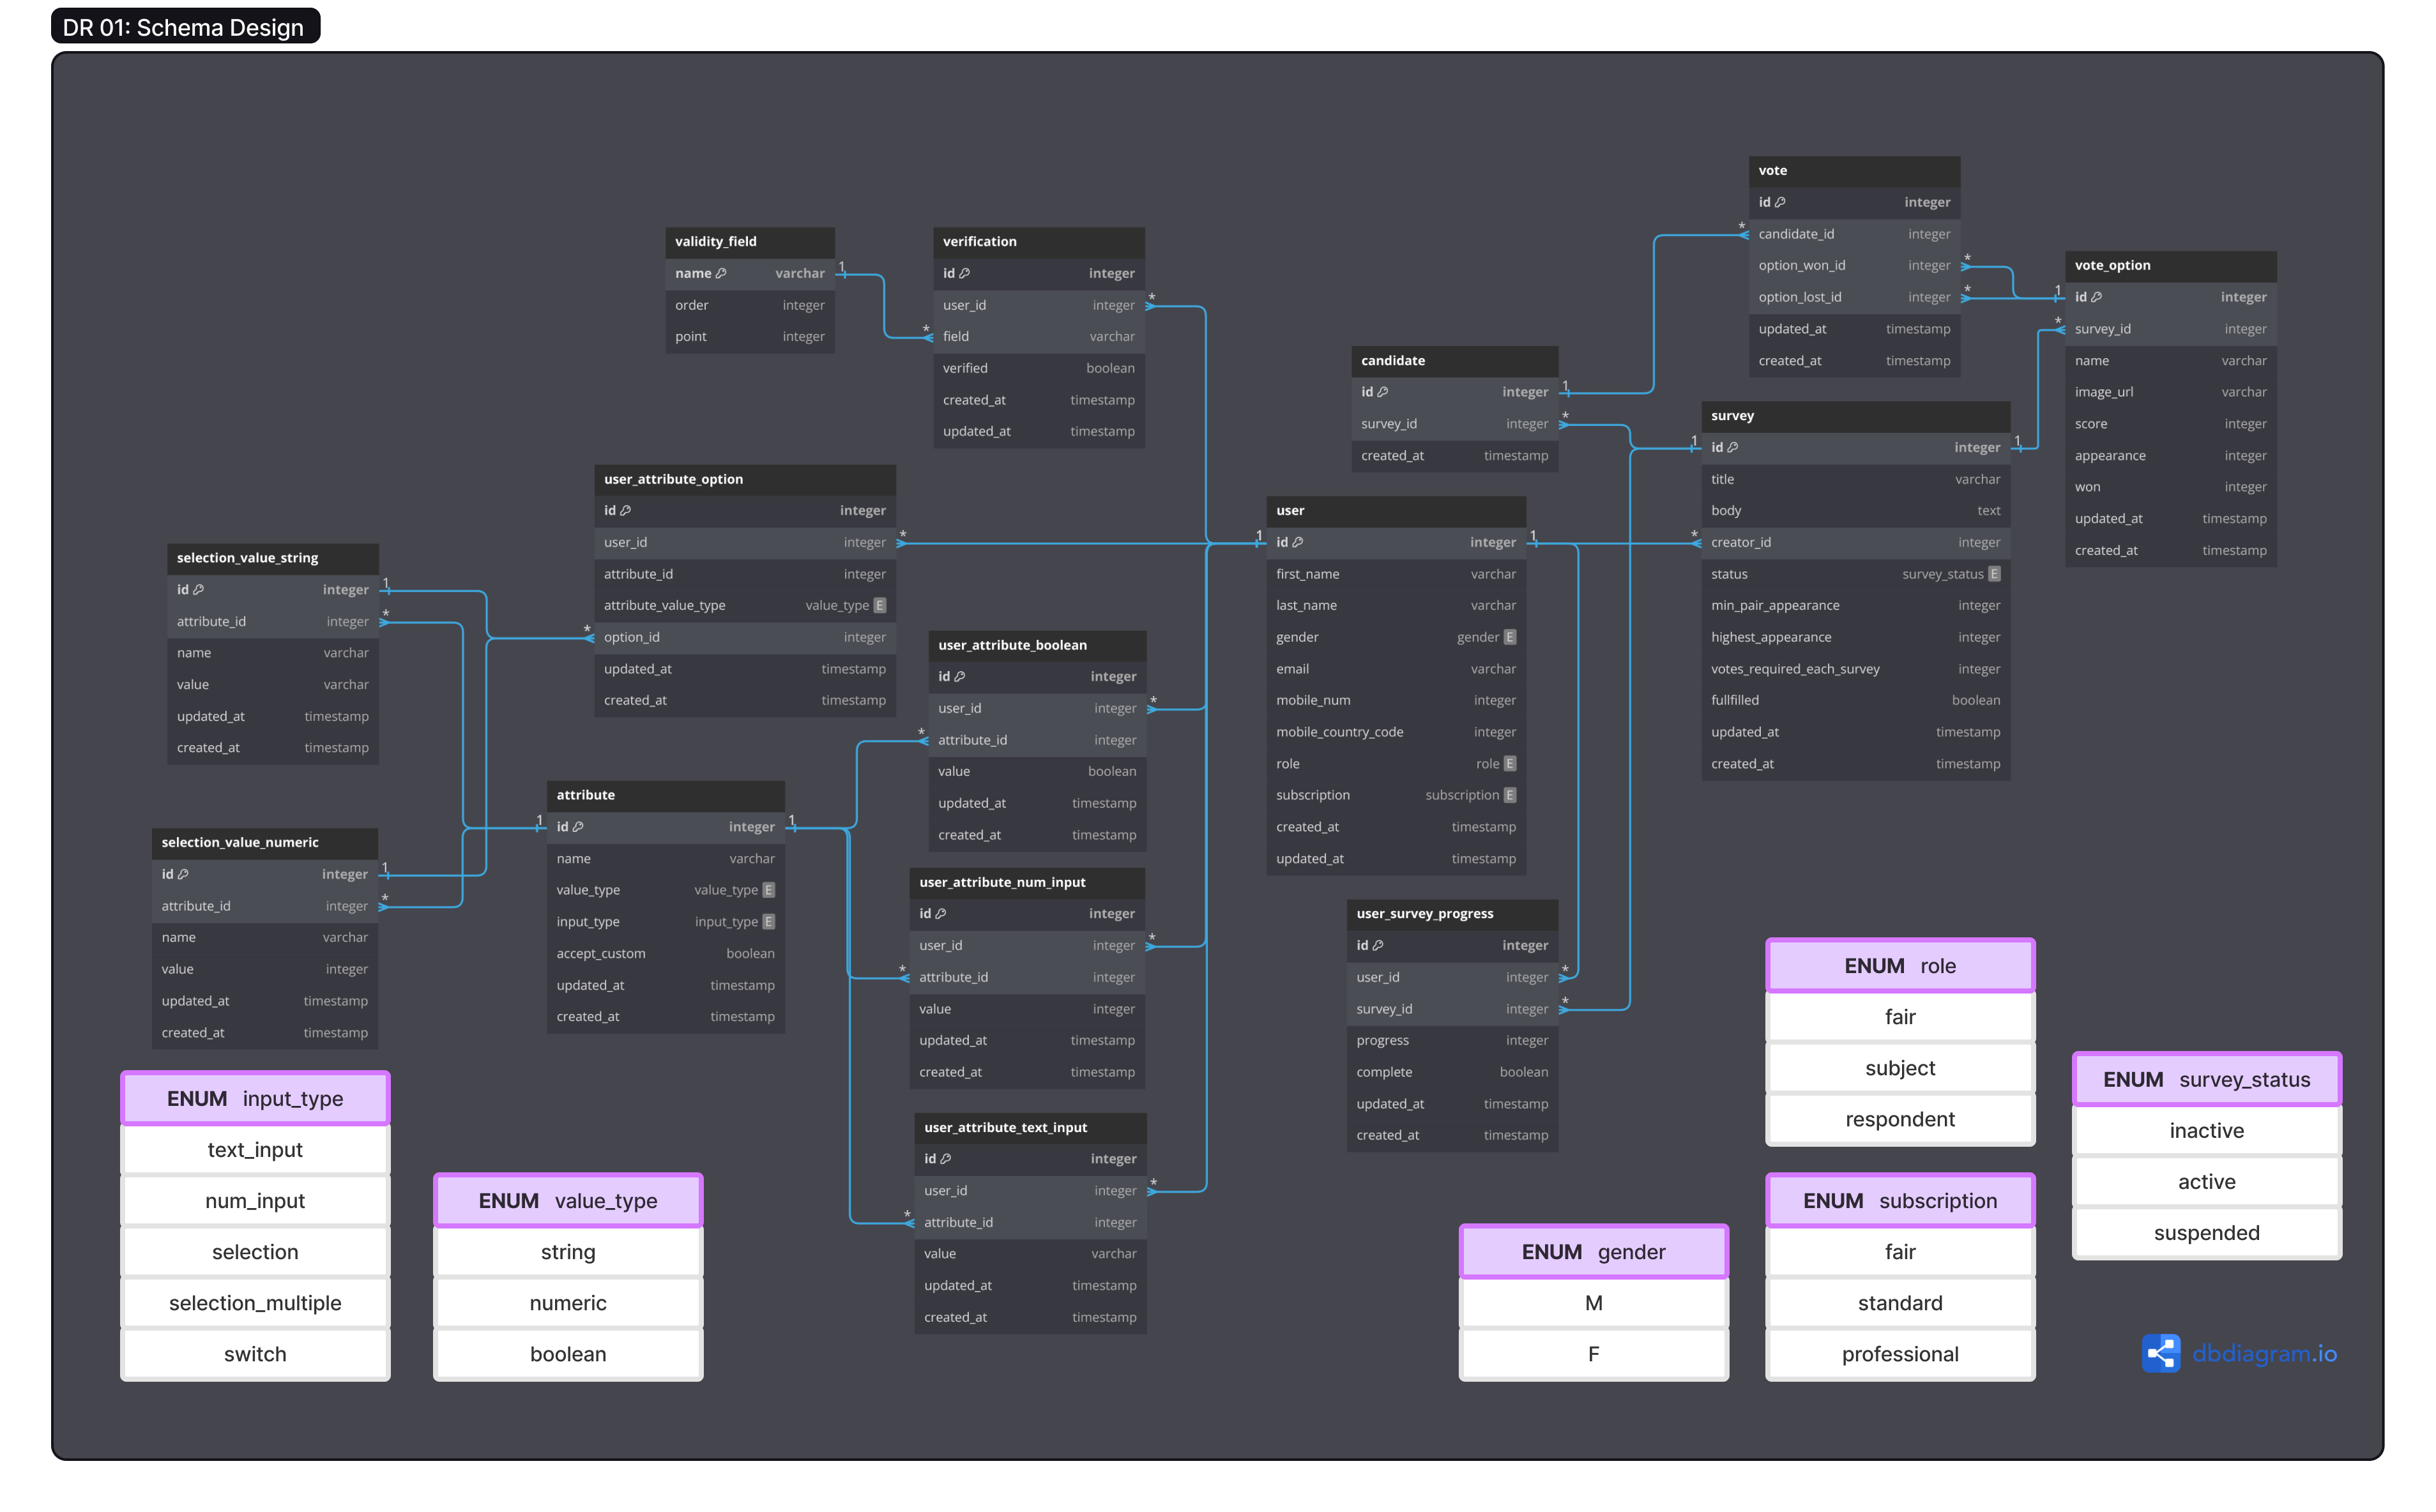 DR 01: Schema Design
vote
id integer
candidate_id integer
option_won_id integer
option_lost_id integer
updated_at timestamp
created_at timestamp
validity_field
name varchar
order integer
point integer
1
*
verification
id integer
user_id integer
field varchar
verified boolean
created_at timestamp
updated_at timestamp
*
*
*
*
1
*
vote_option
id integer
survey_id integer
name varchar
image_url varchar
score integer
appearance integer
won integer
updated_at timestamp
created_at timestamp
candidate
id integer
survey_id integer
created_at timestamp
1
*
survey
id integer
title varchar
body text
creator_id integer
status survey_status E
min_pair_appearance integer
highest_appearance integer
votes_required_each_survey integer
fullfilled boolean
updated_at timestamp
created_at timestamp
1
1
*
user_attribute_option
id integer
user_id integer
attribute_id integer
attribute_value_type value_type E
option_id integer
updated_at timestamp
created_at timestamp
*
*
user
id integer
first_name varchar
last_name varchar
gender gender E
email varchar
mobile_num integer
mobile_country_code integer
role role E
subscription subscription E
created_at timestamp
updated_at timestamp
1
1
selection_value_string
id integer
attribute_id integer
name varchar
value varchar
updated_at timestamp
created_at timestamp
1
*
user_attribute_boolean
id integer
user_id integer
attribute_id integer
value boolean
updated_at timestamp
created_at timestamp
*
*
attribute
id integer
name varchar
value_type value_type E
input_type input_type E
accept_custom boolean
updated_at timestamp
created_at timestamp
1
1
selection_value_numeric
id integer
attribute_id integer
name varchar
value integer
updated_at timestamp
created_at timestamp
1
*
user_attribute_num_input
id integer
user_id integer
attribute_id integer
value integer
updated_at timestamp
created_at timestamp
*
*
user_survey_progress
id integer
user_id integer
survey_id integer
progress integer
complete boolean
updated_at timestamp
created_at timestamp
*
*
user_attribute_text_input
id integer
user_id integer
attribute_id integer
value varchar
updated_at timestamp
created_at timestamp
*
*
ENUM input_type
text_input
num_input
selection
selection_multiple
switch
ENUM value_type
string
numeric
boolean
ENUM gender
M
F
ENUM role
fair
subject
respondent
ENUM subscription
fair
standard
professional
ENUM survey_status
inactive
active
suspended
dbdiagram.io